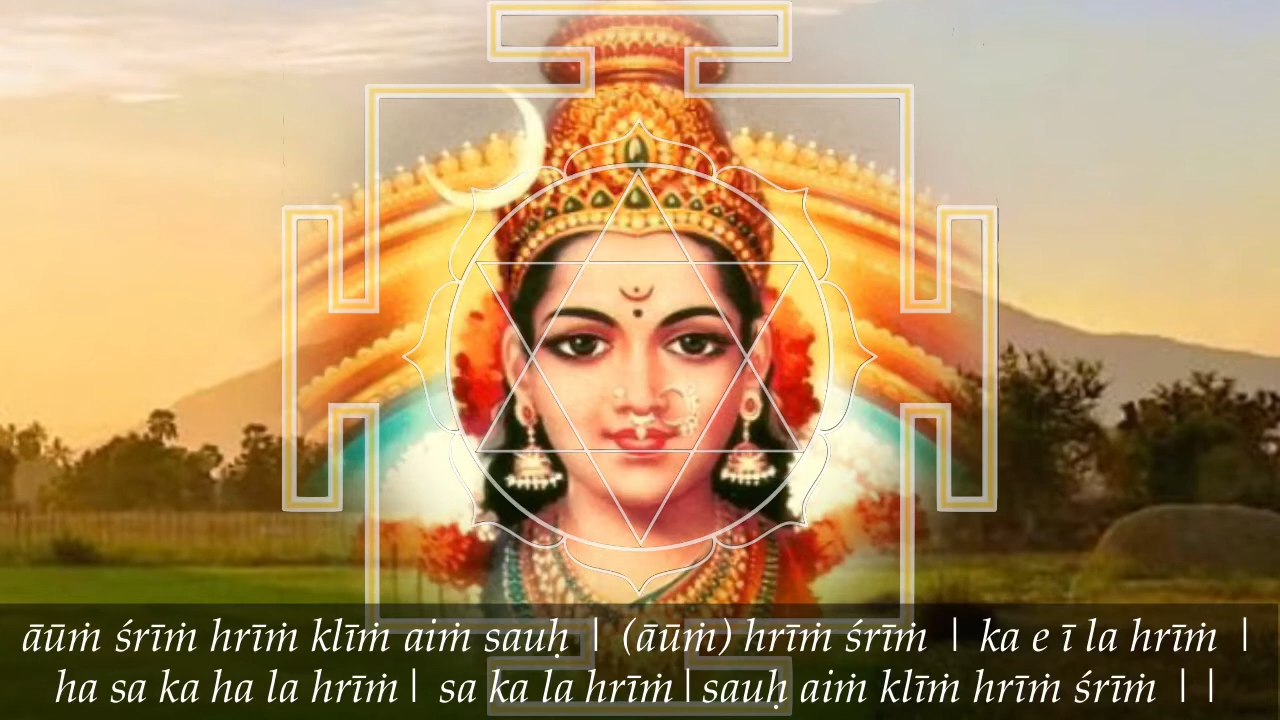 āūṁ śrīṁ hrīṁ klīṁ aiṁ sauḥ | (āūṁ) hrīṁ śrīṁ | ka e ī la hrīṁ |
ha sa ka ha la hrīṁ| sa ka la hrīṁ|sauḥ aiṁ klīṁ hrīṁ śrīṁ | |